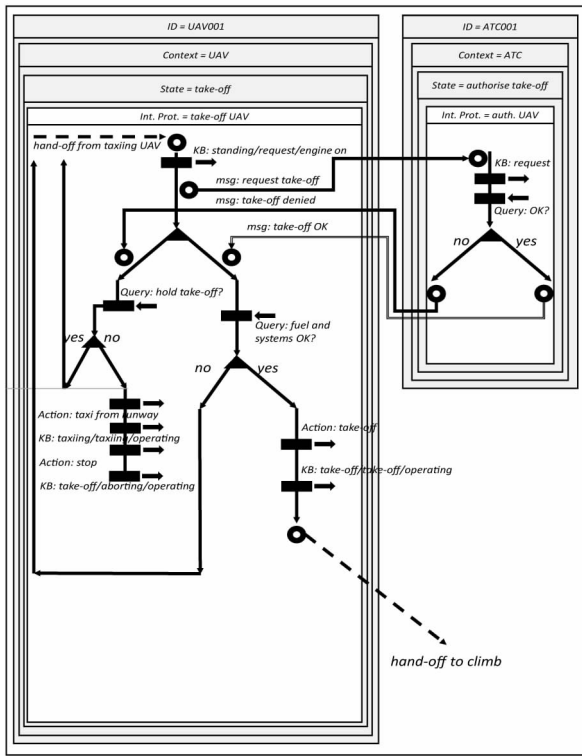 ID = UAV001
Context = UAV
State = take-off
Int. Prot. = take-off UAV
hand-off from taxiing UAV
KB: standing/request/engine on
msg: request take-off
msg: take-off denied
msg: take-off OK
Query: hold take-off?
yes
no
Query: fuel and
systems OK?
no
yes
Action: taxi from runway
KB: taxiing/taxiing/operating
Action: stop
KB: take-off/aborting/operating
Action: take-off
KB: take-off/take-off/operating
hand-off to climb
ID = ATC001
Context = ATC
State = authorise take-off
Int. Prot. = auth. UAV
KB: request
Query: OK?
no
yes